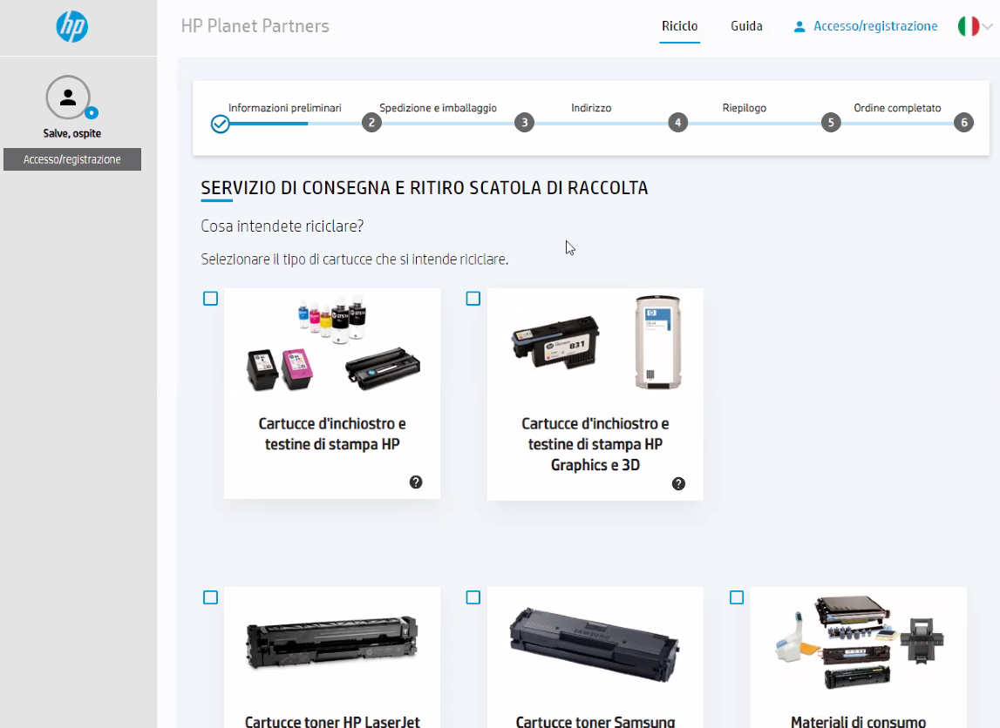 hp
HP Planet Partners
Riciclo
Guida
Accesso/registrazione
Salve, ospite
Accesso/registrazione
Informazioni preliminari
Spedizione e imballaggio
Indirizzo
Riepilogo
Ordine completato
2
3
4
5
6
SERVIZIO DI CONSEGNA E RITIRO SCATOLA DI RACCOLTA
Cosa intendete riciclare?
Selezionare il tipo di cartucce che si intende riciclare.
831
Cartucce d'inchiostro e
testine di stampa HP
?
Cartucce d'inchiostro e
testine di stampa HP
Graphics e 3D
?
SAMSUNG
Cartucce toner HP LaserJet
Cartucce toner Samsung
Materiali di consumo